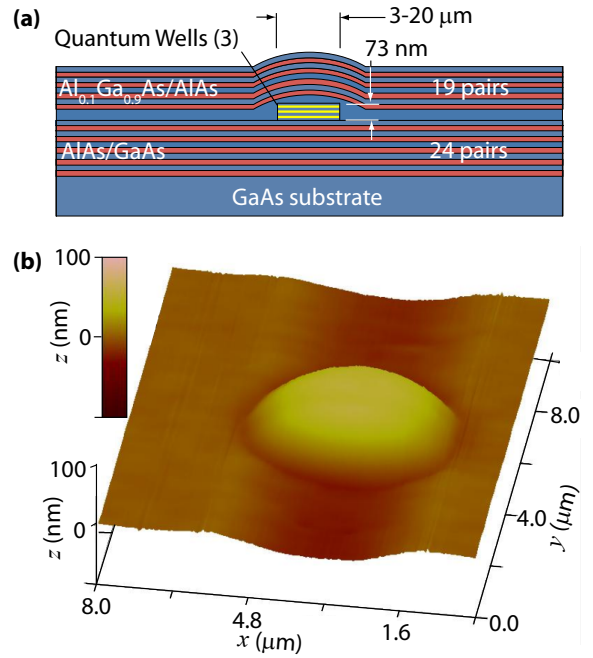 (a)
3-20 μm
Quantum Wells (3)
73 nm
Al0.1Ga0.9As/AlAs
19 pairs
AlAs/GaAs
24 pairs
GaAs substrate
(b)
100
0
z (nm)
100
0
z (nm)
8.0
4.8
1.6
x (μm)
0.0
4.0
8.0
y (μm)